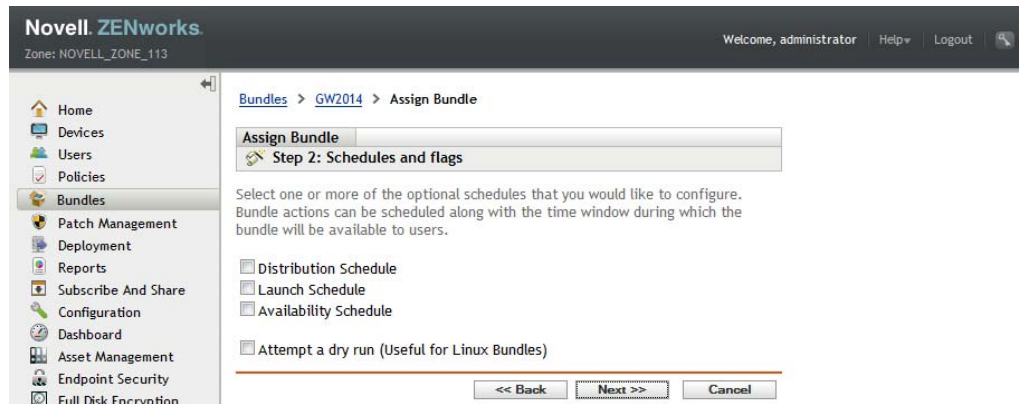 Novell. ZENworks.
Zone: NOVELL_ZONE_113
Welcome, administrator
Help
Logout
Home
Devices
Users
Policies
Bundles
Patch Management
Deployment
Reports
Subscribe And Share
Configuration
Dashboard
Asset Management
Endpoint Security
Full Disk Encryption
Bundles > GW2014 > Assign Bundle
Assign Bundle
Step 2: Schedules and flags
Select one or more of the optional schedules that you would like to configure.
Bundle actions can be scheduled along with the time window during which the
bundle will be available to users.
Distribution Schedule
Launch Schedule
Availability Schedule
Attempt a dry run (Useful for Linux Bundles)
<< Back
Next >>
Cancel